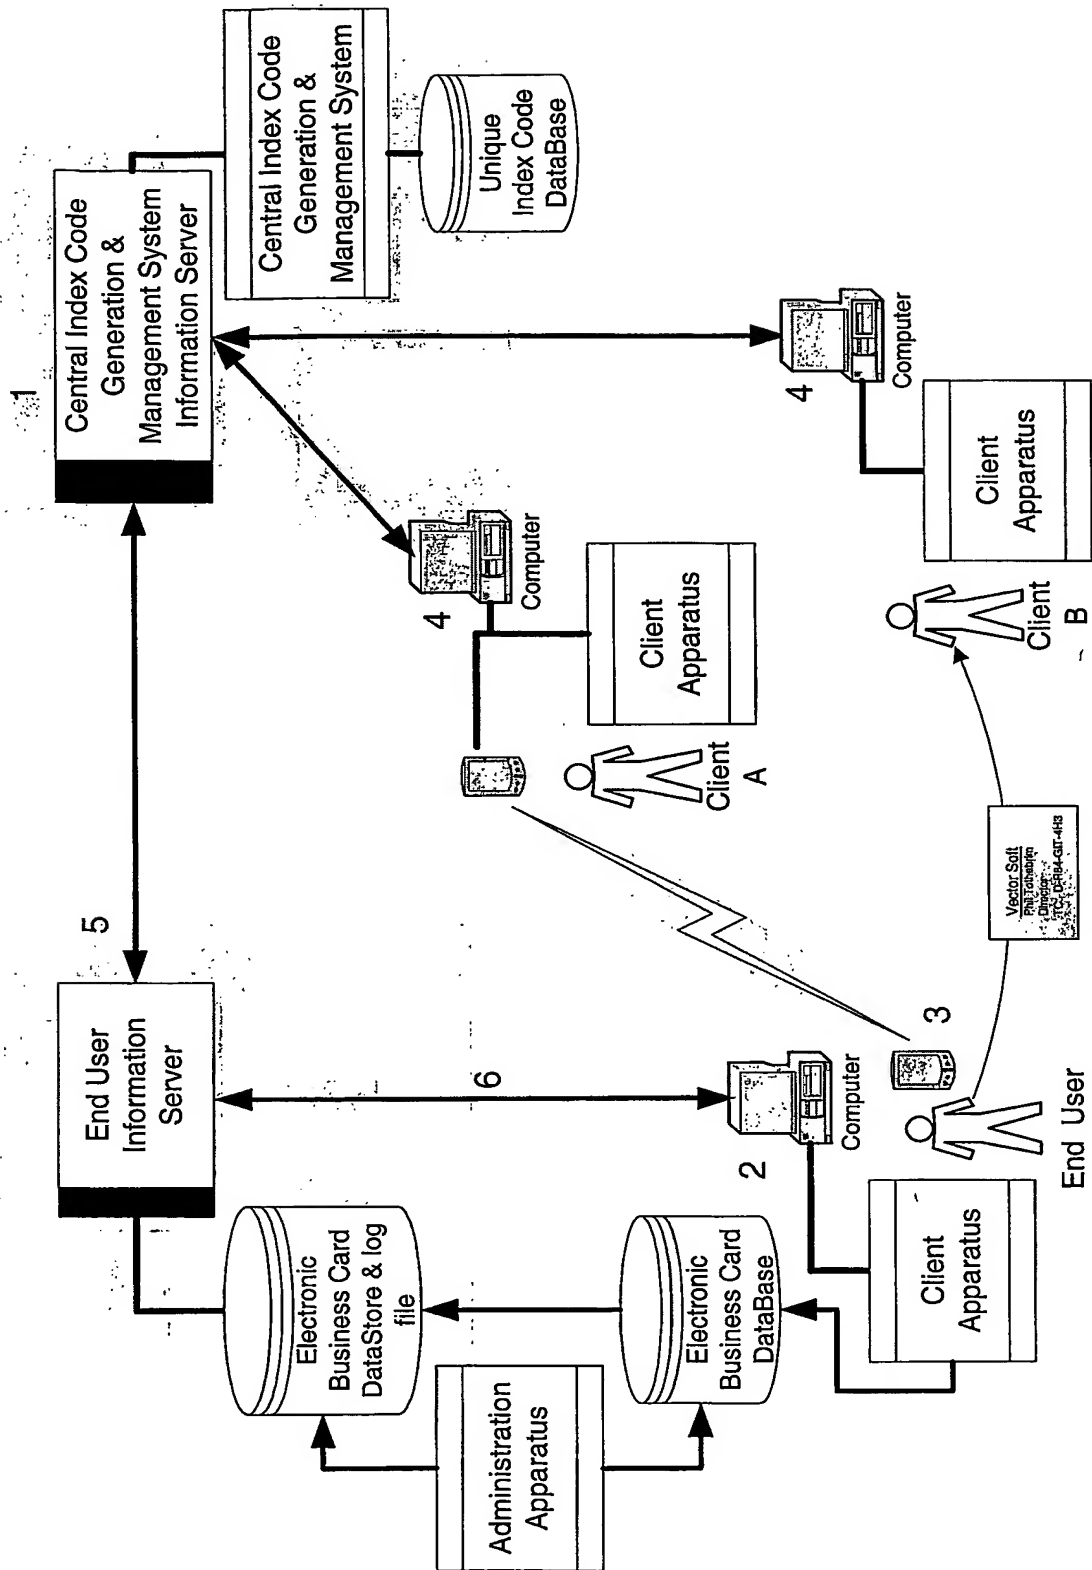 1
Central Index Code
Generation &
Management System
Information Server
Central Index Code
Generation &
Management System
Unique
Index Code
DataBase
5
End User
Information
Server
6
4
Computer
Client
Apparatus
Client
A
4
Computer
Client
Apparatus
Client
B
Electronic
Business Card
DataStore & log
file
Administration
Apparatus
Electronic
Business Card
DataBase
2
Computer
Client
Apparatus
3
End User
Vector Soft
Director